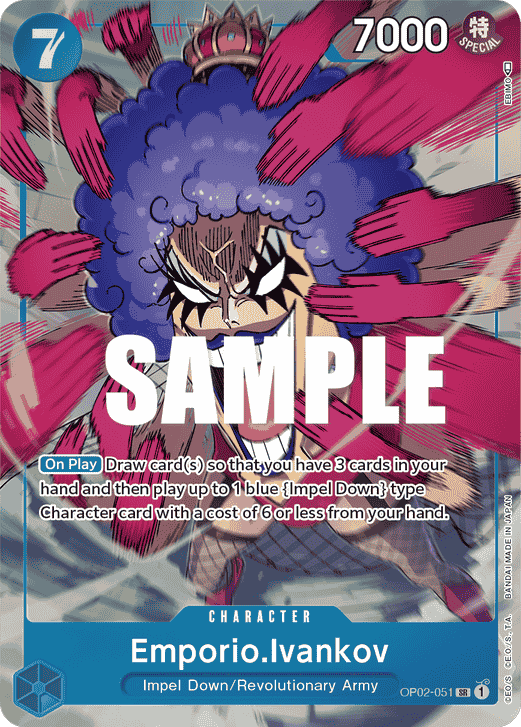 7
7000
特
SPECIAL
EBIMO
SAMPLE
On Play Draw card(s) so that you have 3 cards in your
hand and then play up to 1 blue {Impel Down} type
Character card with a cost of 6 or less from your hand.
CHARACTER
Emporio.Ivankov
Impel Down/Revolutionary Army
OP02-051 SR 1
©E.O/S. ©E.O./S.,T.A. BANDAI MADE IN JAPAN